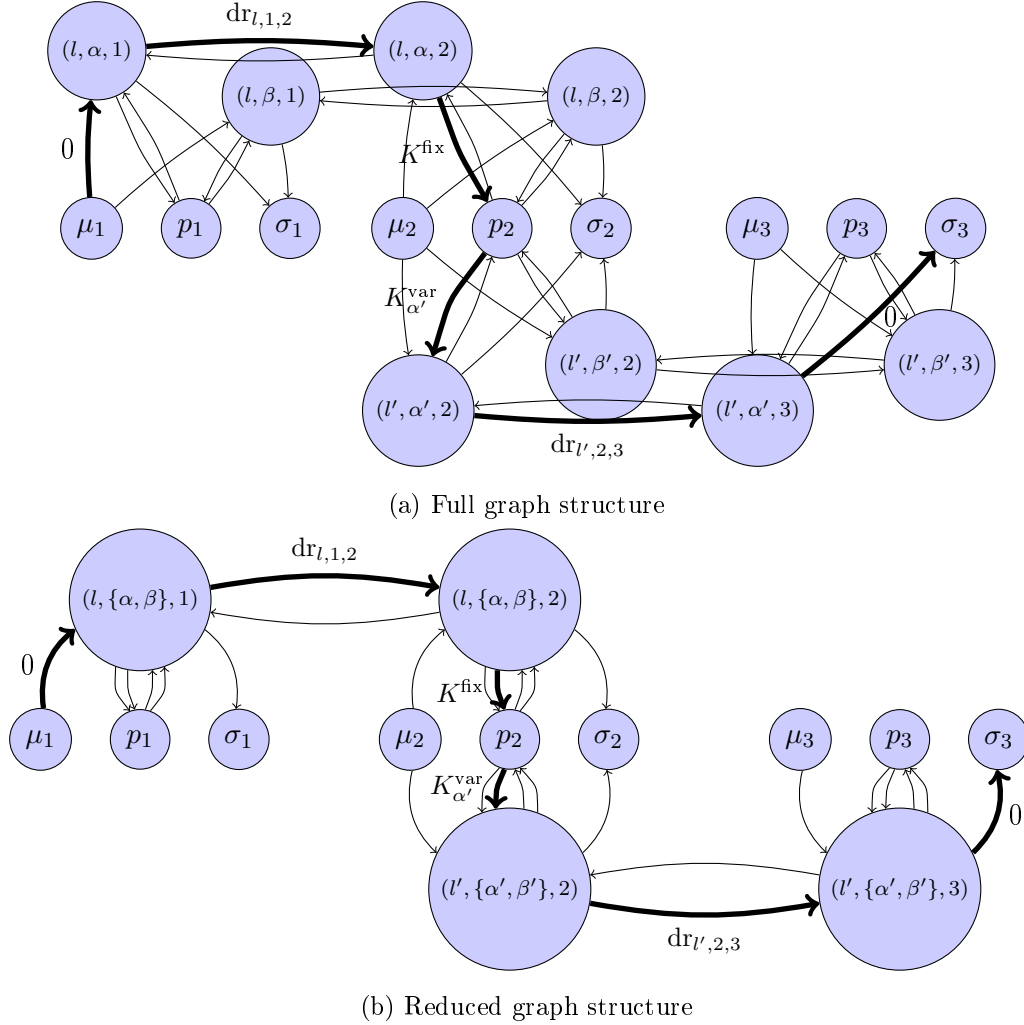 dr_{l,1,2}
(l, α, 1)
(l, α, 2)
(l, β, 1)
(l, β, 2)
0
K^{fix}
μ_1
p_1
σ_1
μ_2
p_2
σ_2
μ_3
p_3
σ_3
K^{var}_{α'}
0
(l', β', 2)
(l', β', 3)
(l', α', 2)
(l', α', 3)
dr_{l',2,3}
(a) Full graph structure
dr_{l,1,2}
(l, {α, β}, 1)
(l, {α, β}, 2)
0
K^{fix}
μ_1
p_1
σ_1
μ_2
p_2
σ_2
μ_3
p_3
σ_3
K^{var}_{α'}
0
(l', {α', β'}, 2)
(l', {α', β'}, 3)
dr_{l',2,3}
(b) Reduced graph structure